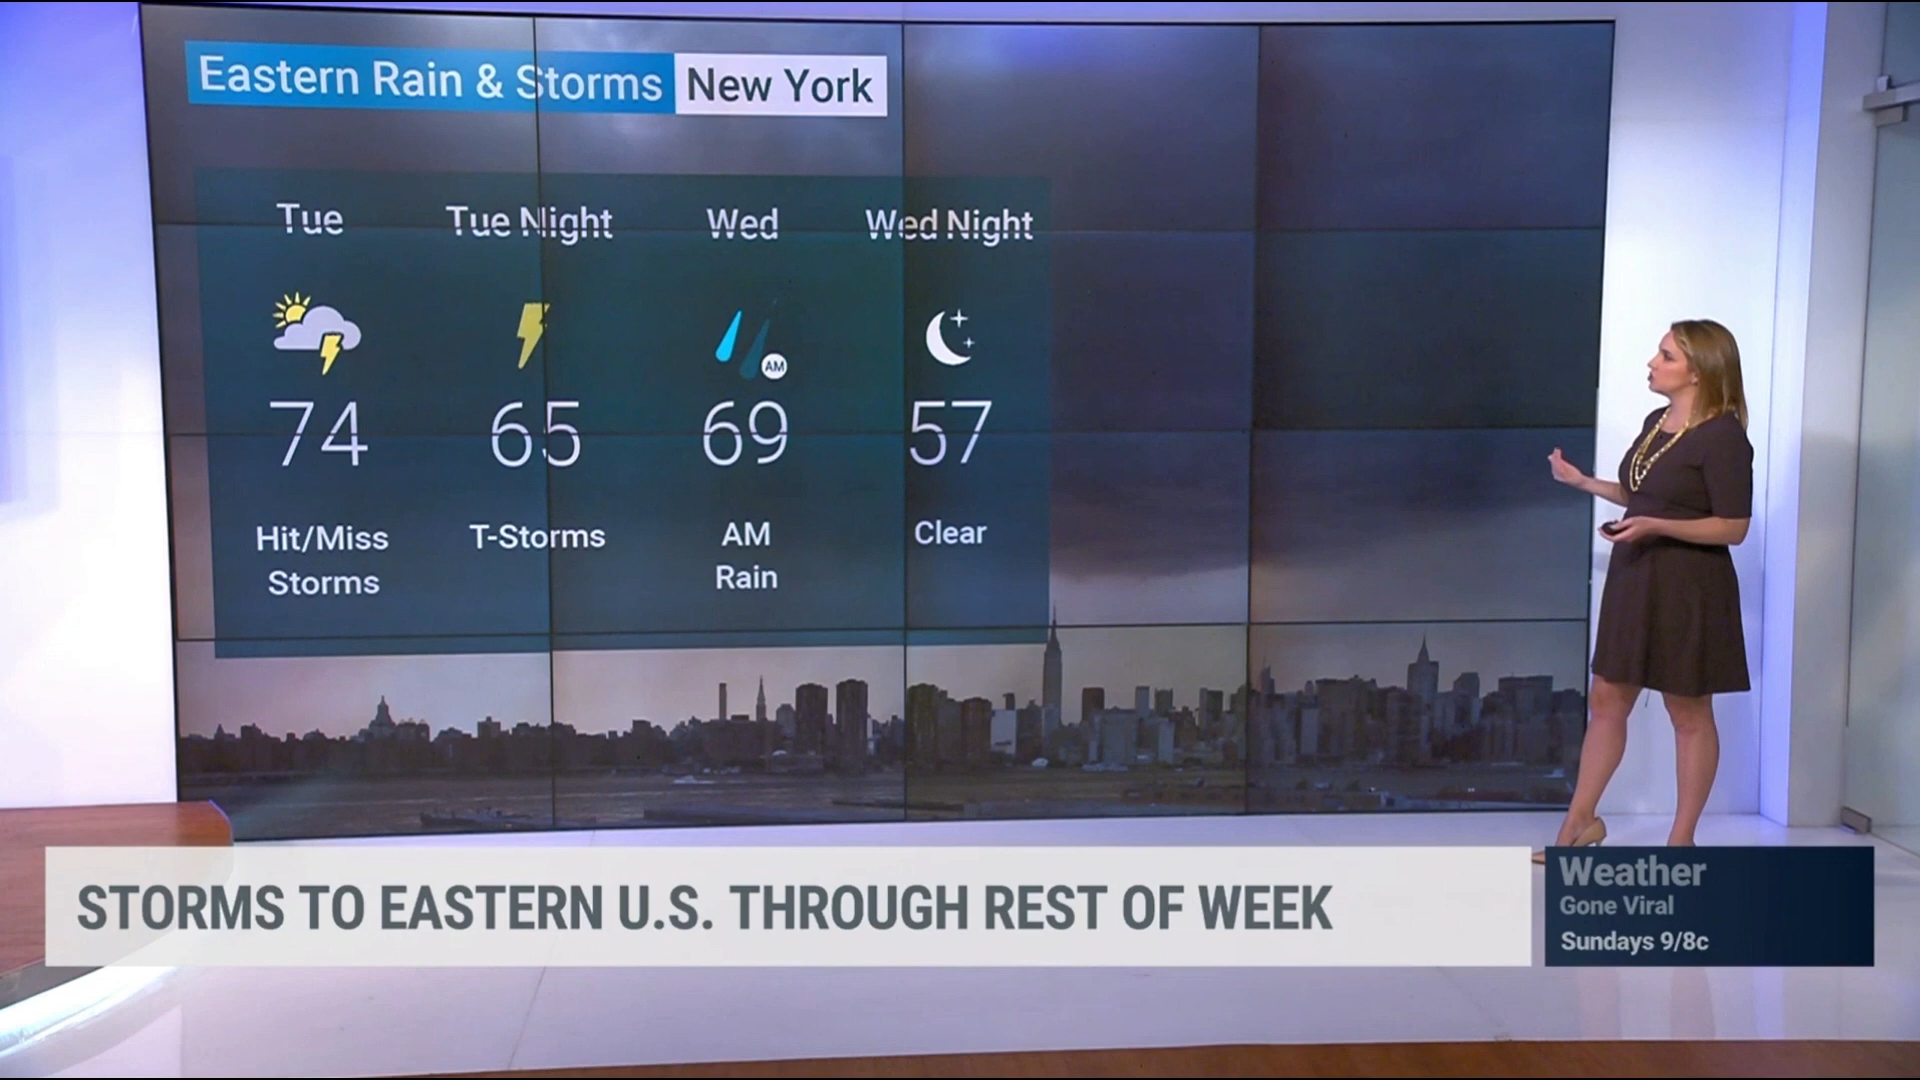 Eastern Rain & Storms New York
Tue Tue Night Wed Wed Night
AM
74 65 69 57
Hit/Miss Storms
T-Storms
AM Rain
Clear
STORMS TO EASTERN U.S. THROUGH REST OF WEEK
Weather
Gone Viral
Sundays 9/8c